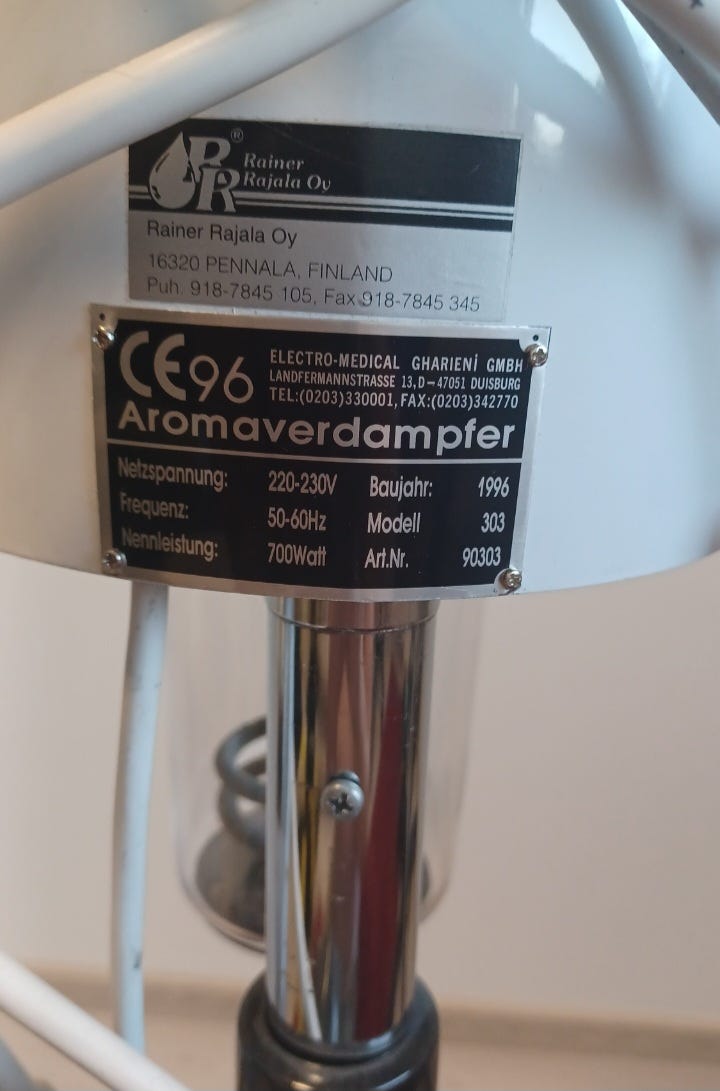 RR®
Rainer
Rajala Oy
Rainer Rajala Oy
16320 PENNALA, FINLAND
Puh. 918-7845 105, Fax 918-7845 345
CE96
ELECTRO-MEDICAL GHARIENi GMBH
LANDFERMANNSTRASSE 13,D-47051 DUISBURG
TEL:(0203)330001,FAX:(0203)342770
Aromaverdampfer
Netzspannung: 220-230V Baujahr: 1996
Frequenz: 50-60Hz Modell 303
Nennleistung: 700Watt Art.Nr. 90303